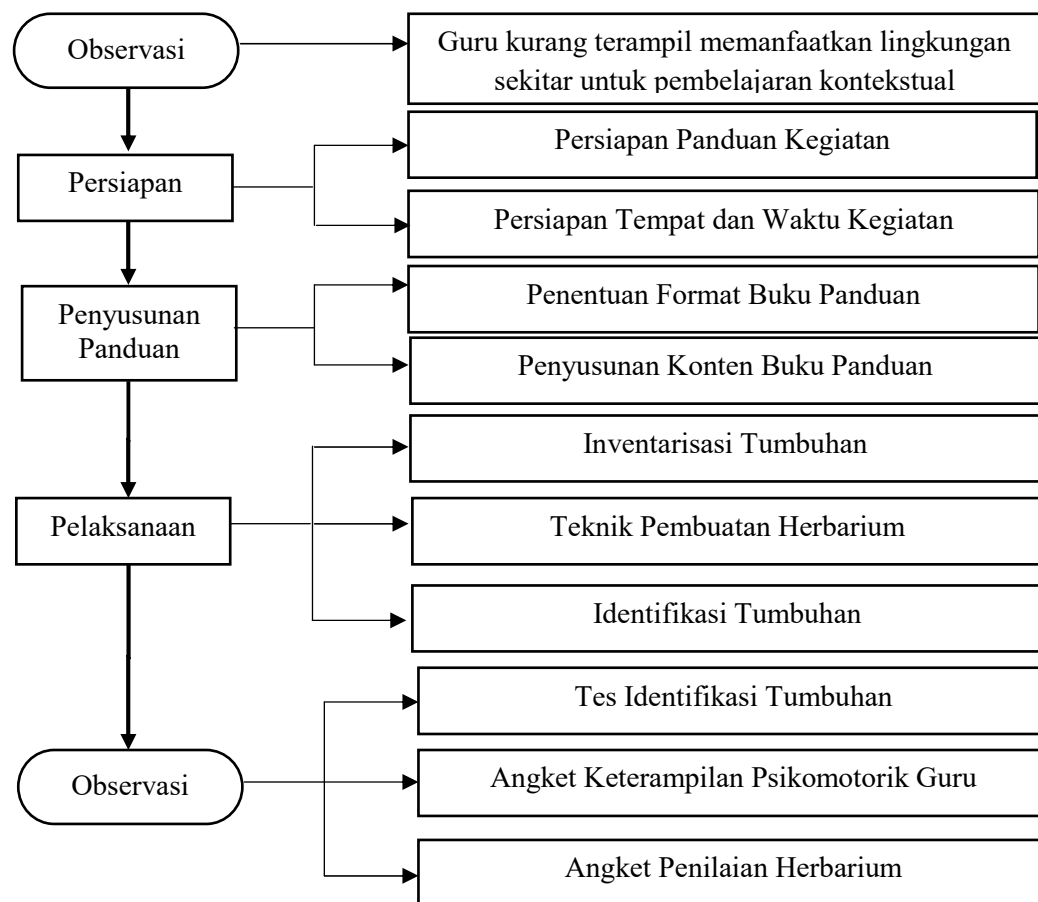 Observasi
Guru kurang terampil memanfaatkan lingkungan
sekitar untuk pembelajaran kontekstual
Persiapan
Persiapan Panduan Kegiatan
Persiapan Tempat dan Waktu Kegiatan
Penyusunan
Panduan
Penentuan Format Buku Panduan
Penyusunan Konten Buku Panduan
Pelaksanaan
Inventarisasi Tumbuhan
Teknik Pembuatan Herbarium
Identifikasi Tumbuhan
Observasi
Tes Identifikasi Tumbuhan
Angket Keterampilan Psikomotorik Guru
Angket Penilaian Herbarium